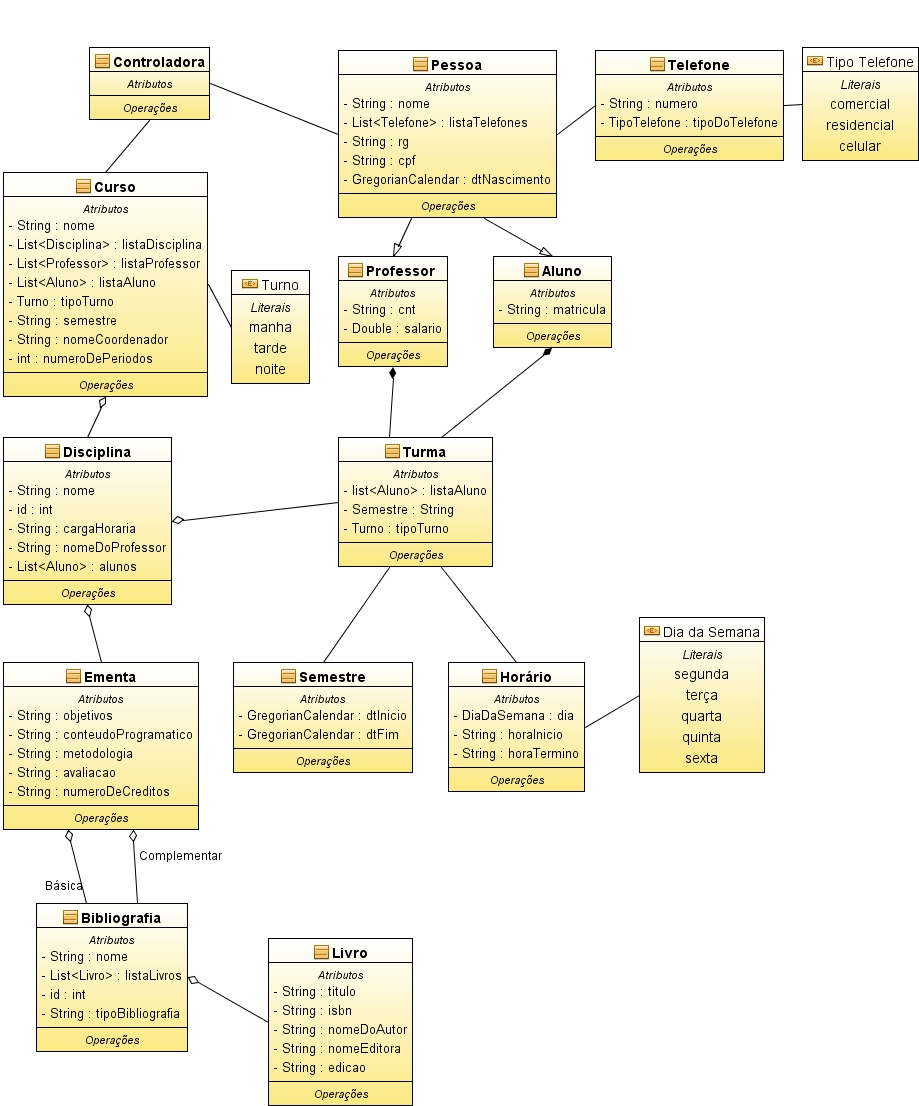 Controladora
Atributos
Operações
Pessoa
Atributos
- String : nome
- List<Telefone> : listaTelefones
- String : rg
- String : cpf
- GregorianCalendar : dtNascimento
Operações
Telefone
Atributos
- String : numero
- TipoTelefone : tipoDoTelefone
Operações
<E> Tipo Telefone
Literais
comercial
residencial
celular
Curso
Atributos
- String : nome
- List<Disciplina> : listaDisciplina
- List<Professor> : listaProfessor
- List<Aluno> : listaAluno
- Turno : tipoTurno
- String : semestre
- String : nomeCoordenador
- int : numeroDePeriodos
Operações
<E> Turno
Literais
manha
tarde
noite
Professor
Atributos
- String : cnt
- Double : salario
Operações
Aluno
Atributos
- String : matricula
Operações
Disciplina
Atributos
- String : nome
- id : int
- String : cargaHoraria
- String : nomeDoProfessor
- List<Aluno> : alunos
Operações
Turma
Atributos
- list<Aluno> : listaAluno
- Semestre : String
- Turno : tipoTurno
Operações
Ementa
Atributos
- String : objetivos
- String : conteudoProgramatico
- String : metodologia
- String : avaliacao
- String : numeroDeCreditos
Operações
Semestre
Atributos
- GregorianCalendar : dtInicio
- GregorianCalendar : dtFim
Operações
Horário
Atributos
- DiaDaSemana : dia
- String : horaInicio
- String : horaTermino
Operações
<E> Dia da Semana
Literais
segunda
terça
quarta
quinta
sexta
Complementar
Básica
Bibliografia
Atributos
- String : nome
- List<Livro> : listaLivros
- id : int
- String : tipoBibliografia
Operações
Livro
Atributos
- String : titulo
- String : isbn
- String : nomeDoAutor
- String : nomeEditora
- String : edicao
Operações